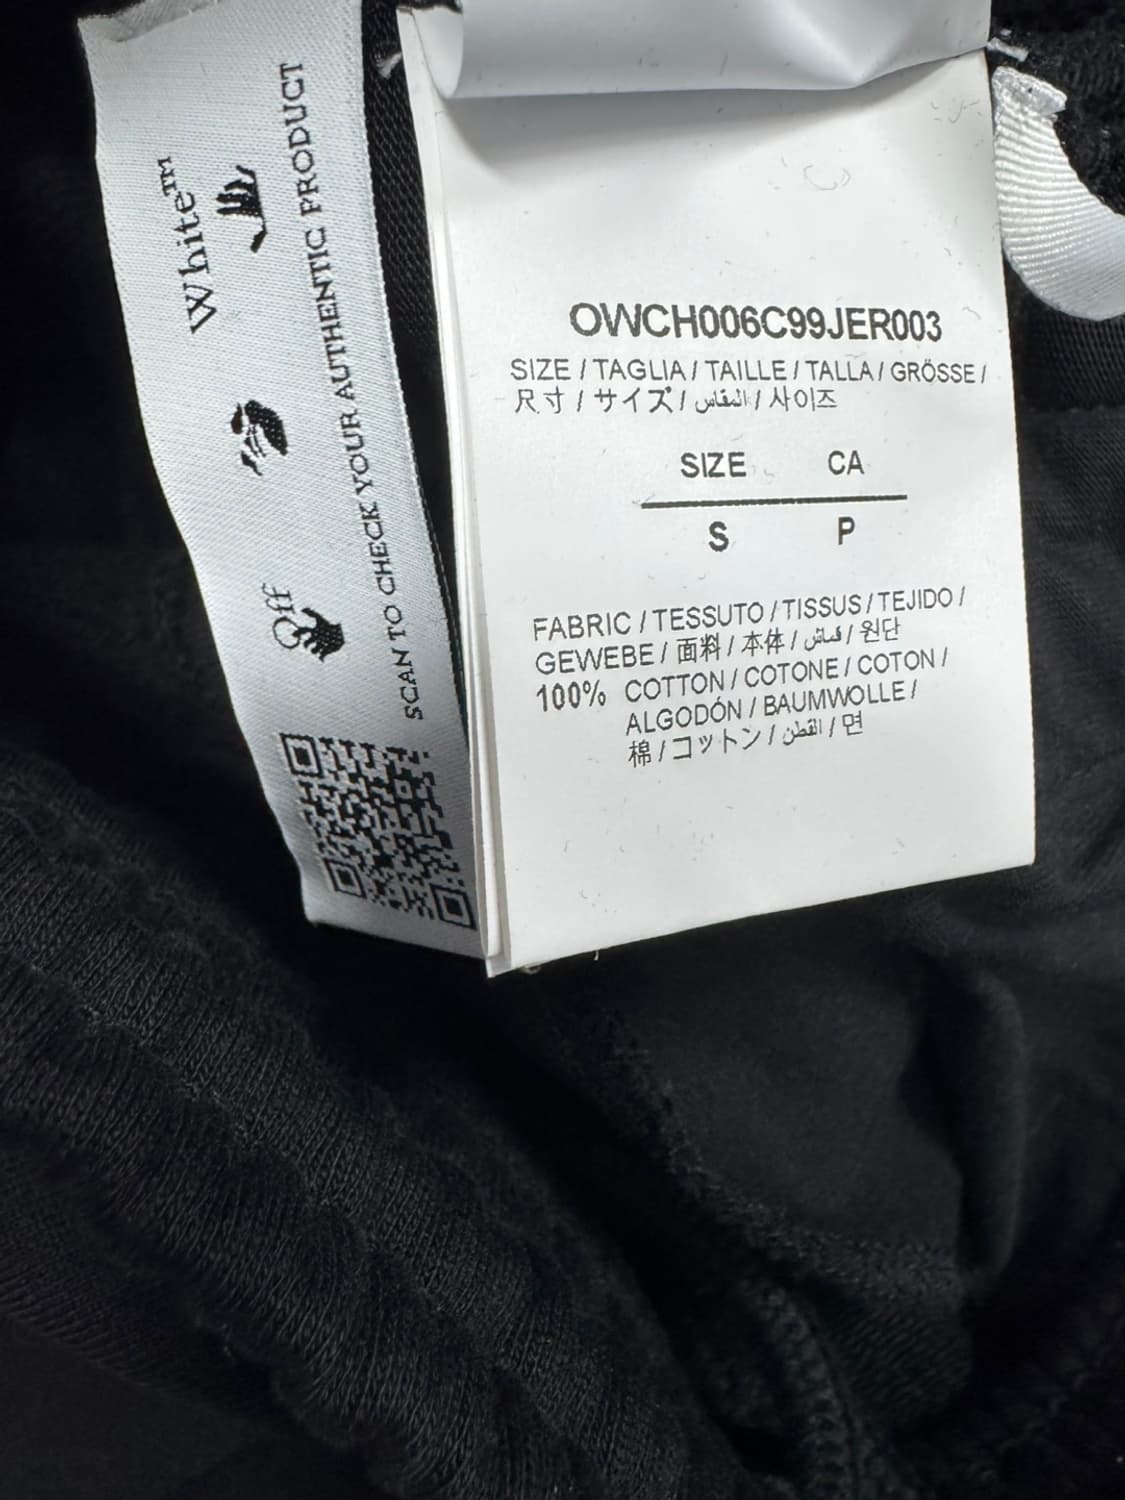 Off White™
SCAN TO CHECK YOUR AUTHENTIC PRODUCT
OWCH006C99JER003
SIZE / TAGLIA / TAILLE / TALLA / GRÖSSE /
尺寸 / サイズ / المقاس / 사이즈
SIZE CA
S P
FABRIC / TESSUTO / TISSUS / TEJIDO /
GEWEBE / 面料 / 本体 / قماش / 원단
100% COTTON / COTONE / COTON /
ALGODÓN / BAUMWOLLE /
棉 / コットン / القطن / 면